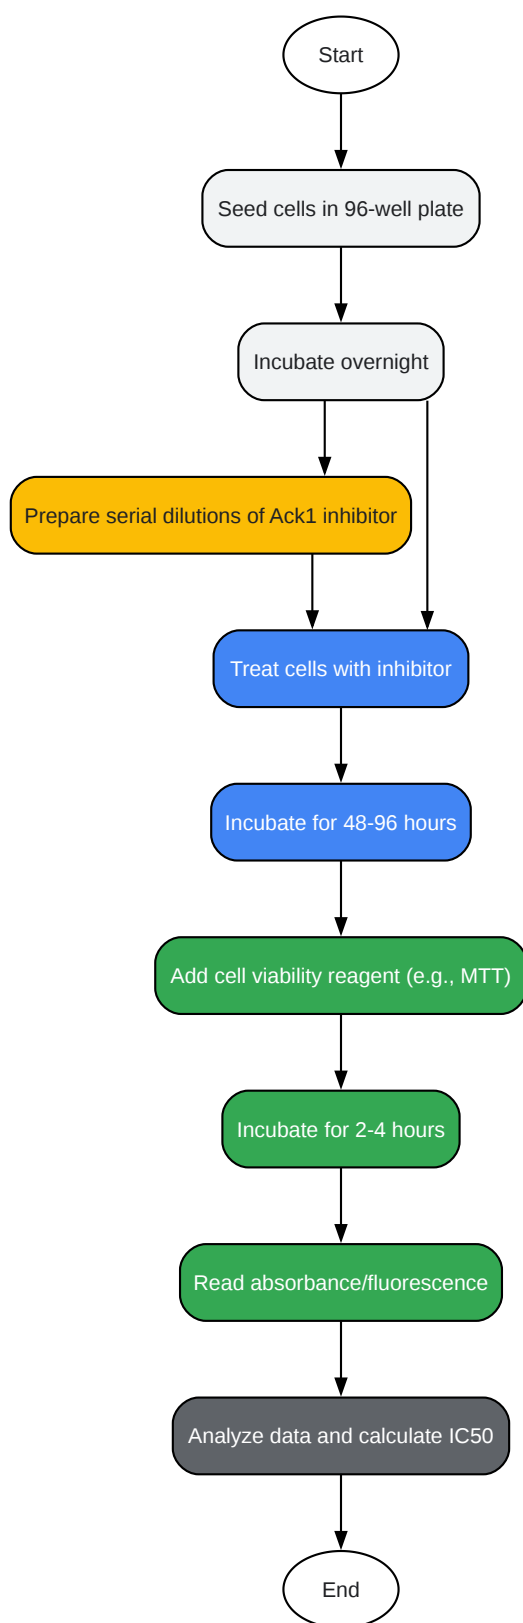 Start
Seed cells in 96-well plate
Incubate overnight
Prepare serial dilutions of Ack1 inhibitor
Treat cells with inhibitor
Incubate for 48-96 hours
Add cell viability reagent (e.g., MTT)
Incubate for 2-4 hours
Read absorbance/fluorescence
Analyze data and calculate IC50
End